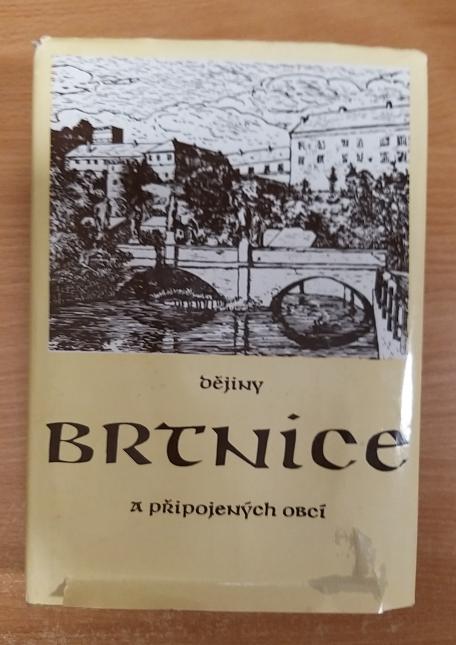 dějiny
BRTNICE
a připojených obcí